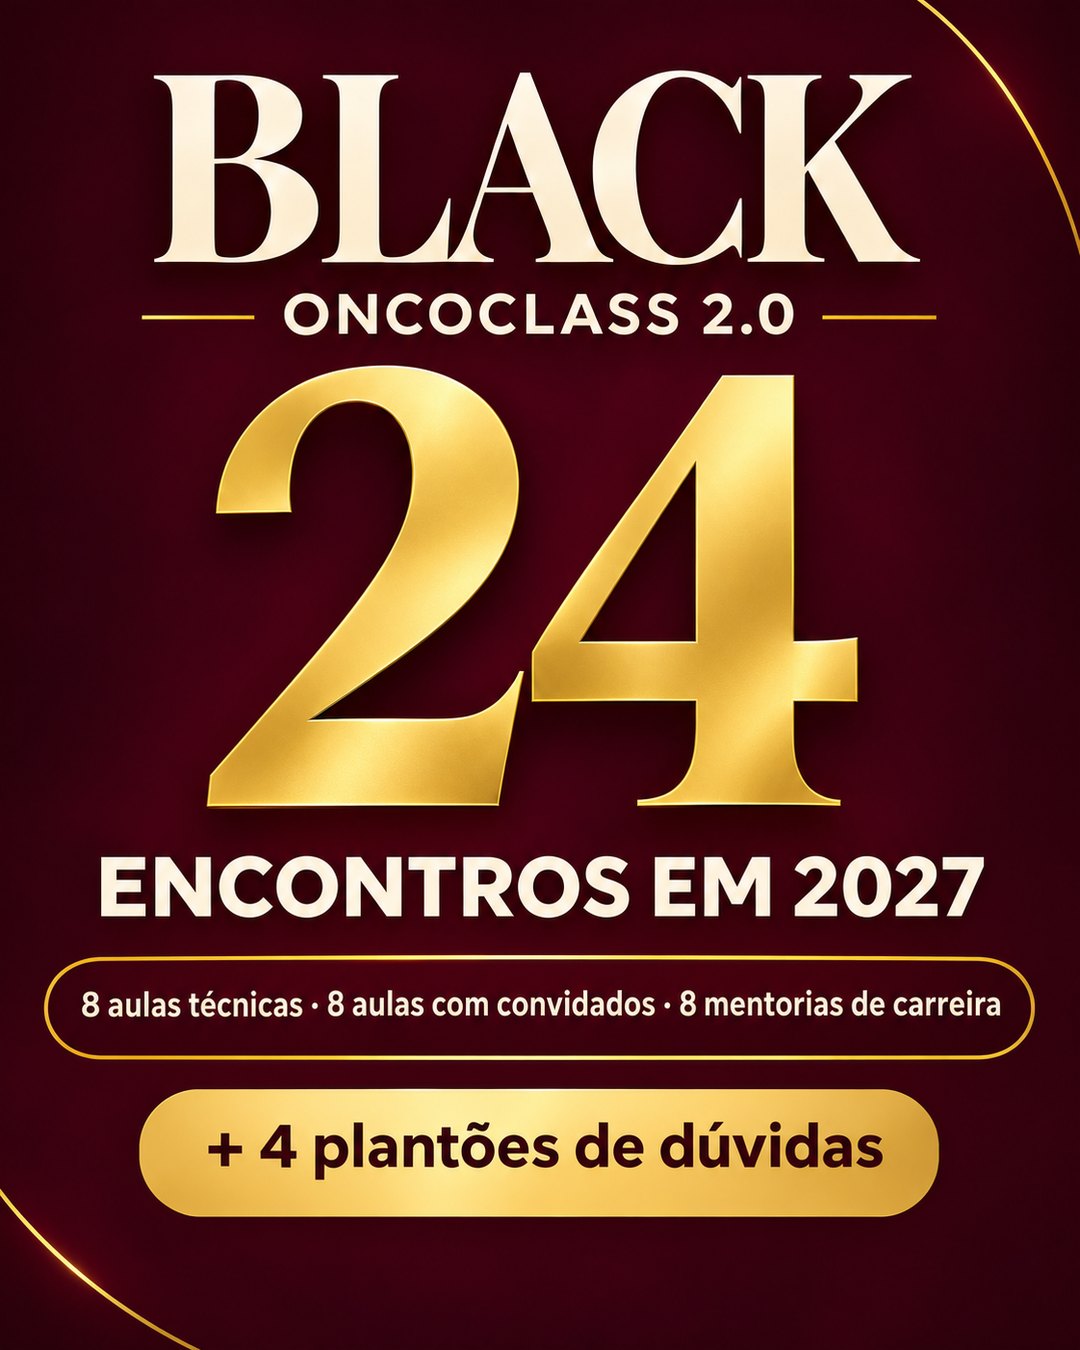 BLACK
ONCOCLASS 2.0
24
ENCONTROS EM 2027
8 aulas técnicas · 8 aulas com convidados · 8 mentorias de carreira
+ 4 plantões de dúvidas